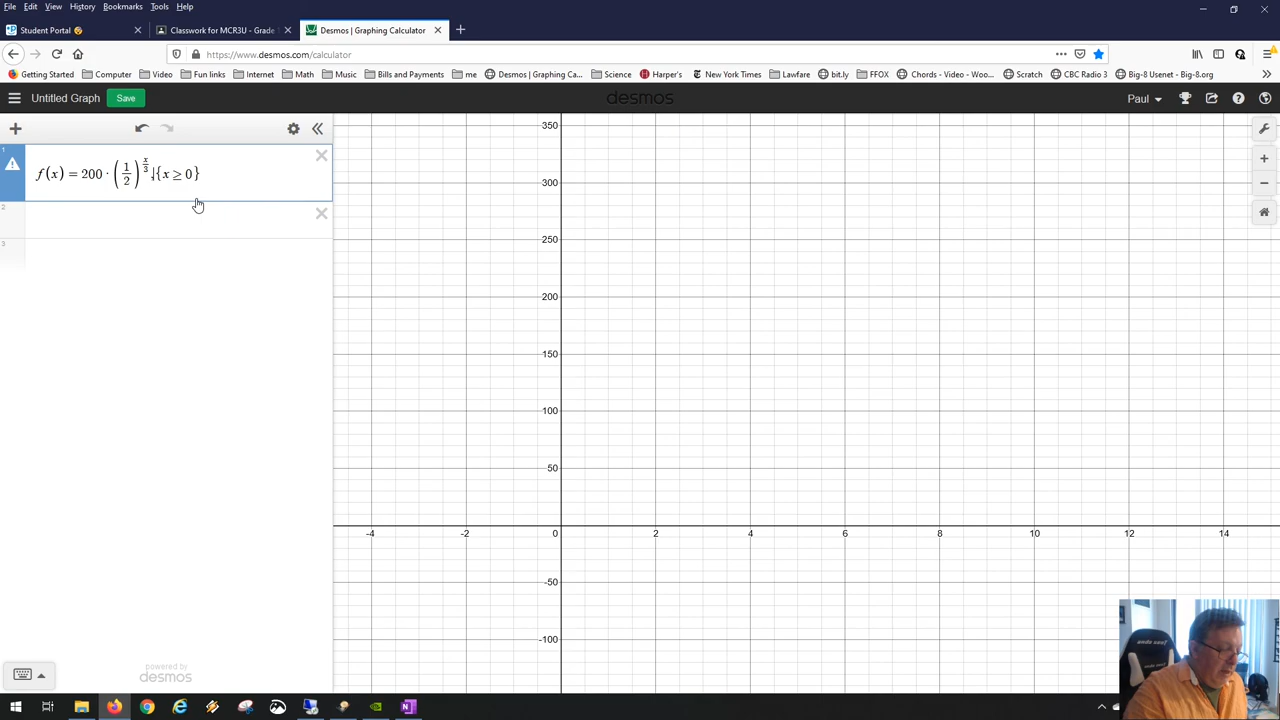 File Edit View History Bookmarks Tools Help
Student Portal
Classwork for MCR3U - Grade
Desmos | Graphing Calculator
https://www.desmos.com/calculator
Getting Started Computer Video Fun links Internet Math Music Bills and Payments me Desmos | Graphing Ca... Science Harper's New York Times Lawfare bit.ly FFOX Chords - Video - Woo... Scratch CBC Radio 3 Big-8 Usenet - Big-8.org
Untitled Graph Save desmos Paul
1
f(x) = 200 · (1/2)^(x/3), {x ≥ 0}
2
3
350
300
250
200
150
100
50
-4 -2 0 2 4 6 8 10 12 14
-50
-100
powered by
desmos